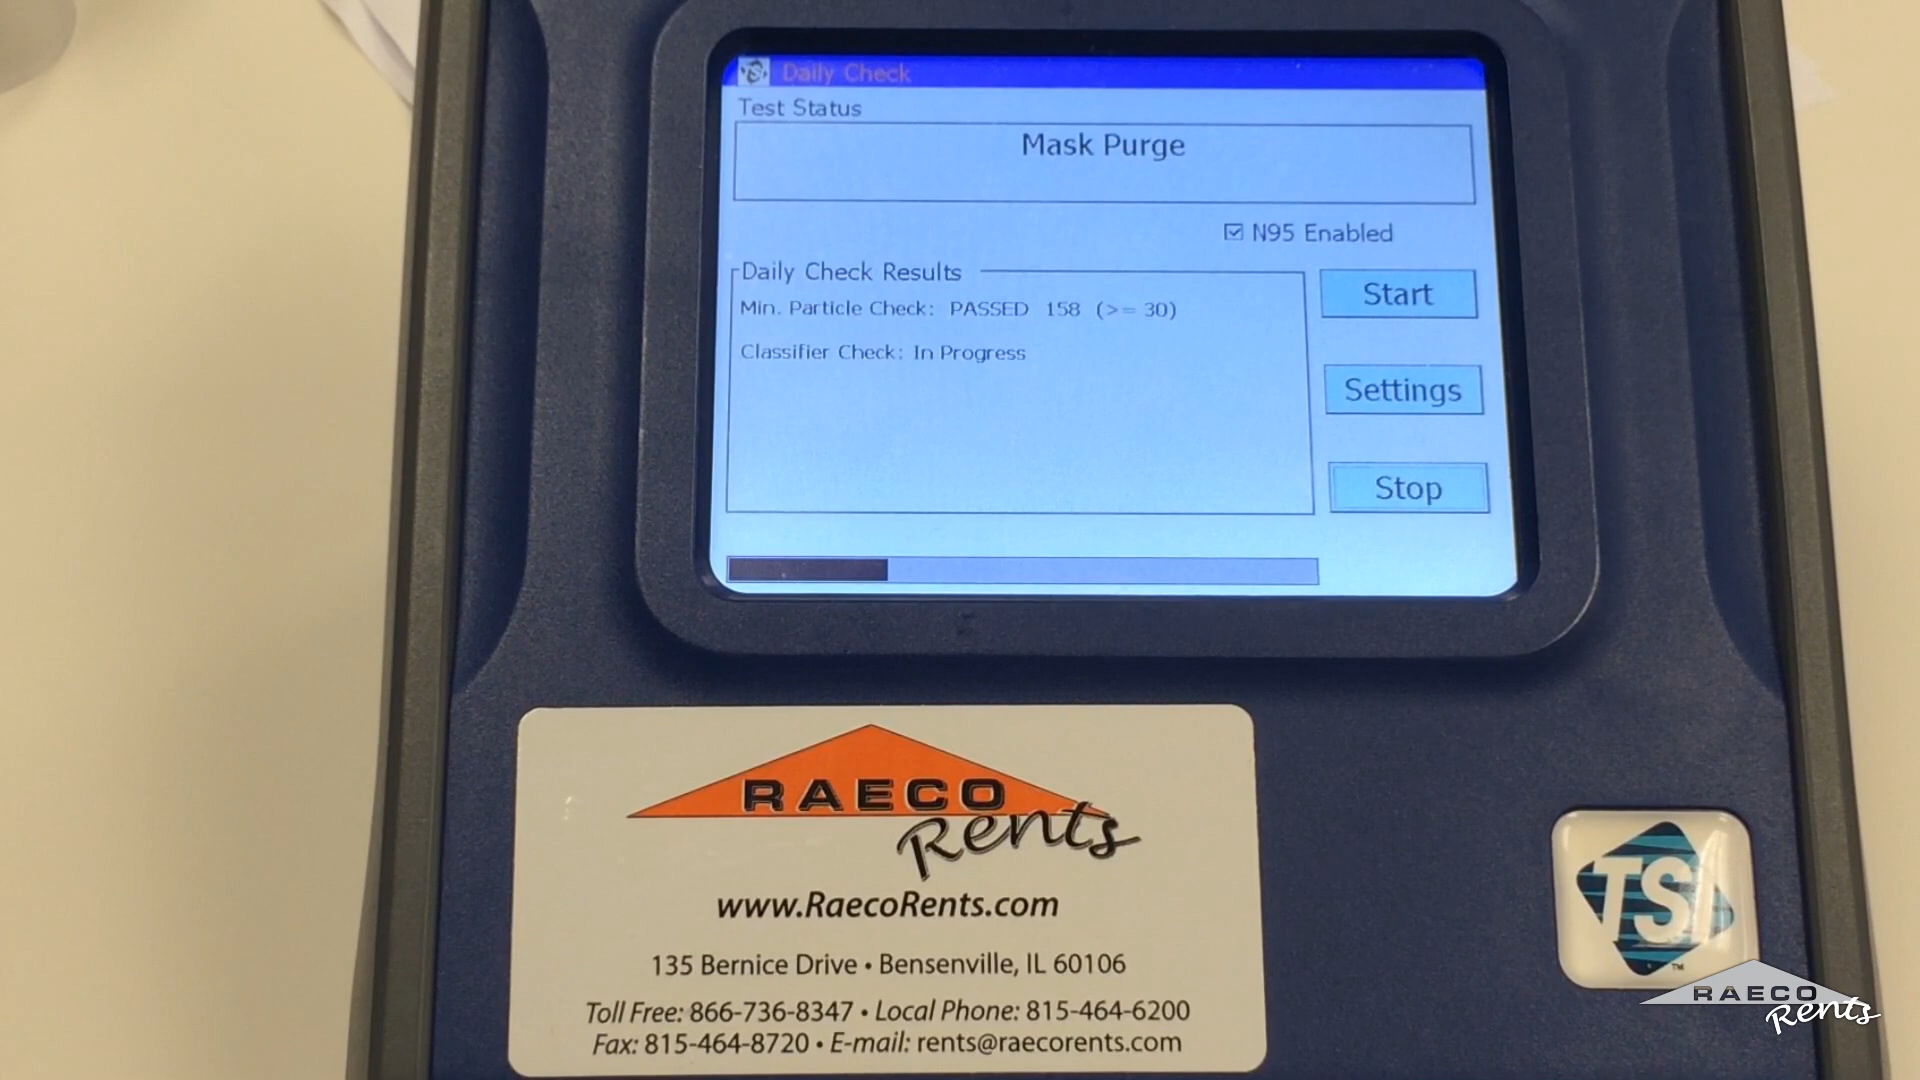 Daily Check
Test Status
Mask Purge
N95 Enabled
Daily Check Results
Min. Particle Check: PASSED 158 (>= 30)
Start
Classifier Check: In Progress
Settings
Stop
RAECO
Rents
www.RaecoRents.com
135 Bernice Drive • Bensenville, IL 60106
Toll Free: 866-736-8347 • Local Phone: 815-464-6200
Fax: 815-464-8720 • E-mail: rents@raecorents.com
TSI
TM
RAECO
Rents